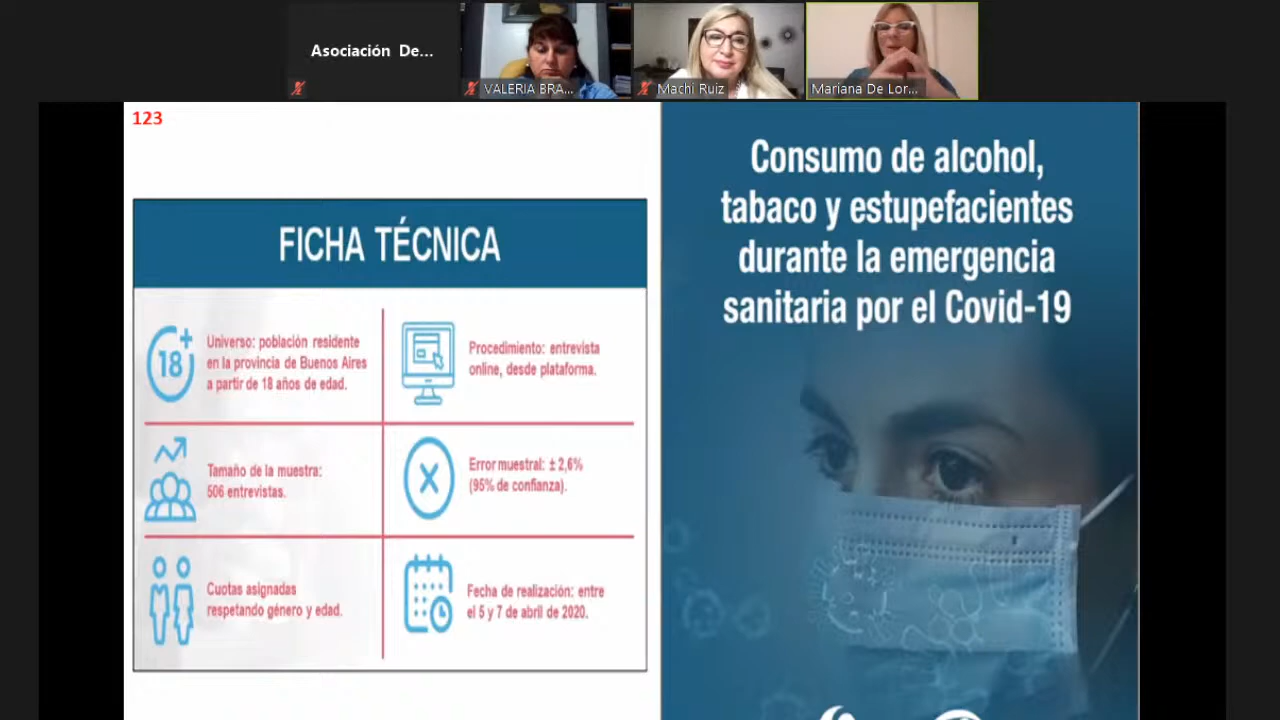 Asociación De...
VALERIA BRA...
Machi Ruiz
Mariana De Lor...
123
FICHA TÉCNICA
18+
Universo: población residente
en la provincia de Buenos Aires
a partir de 18 años de edad.
Procedimiento: entrevista
online, desde plataforma.
Tamaño de la muestra:
506 entrevistas.
Error muestral: ± 2,6%
(95% de confianza).
Cuotas asignadas
respetando género y edad.
Fecha de realización: entre
el 5 y 7 de abril de 2020.
Consumo de alcohol,
tabaco y estupefacientes
durante la emergencia
sanitaria por el Covid-19